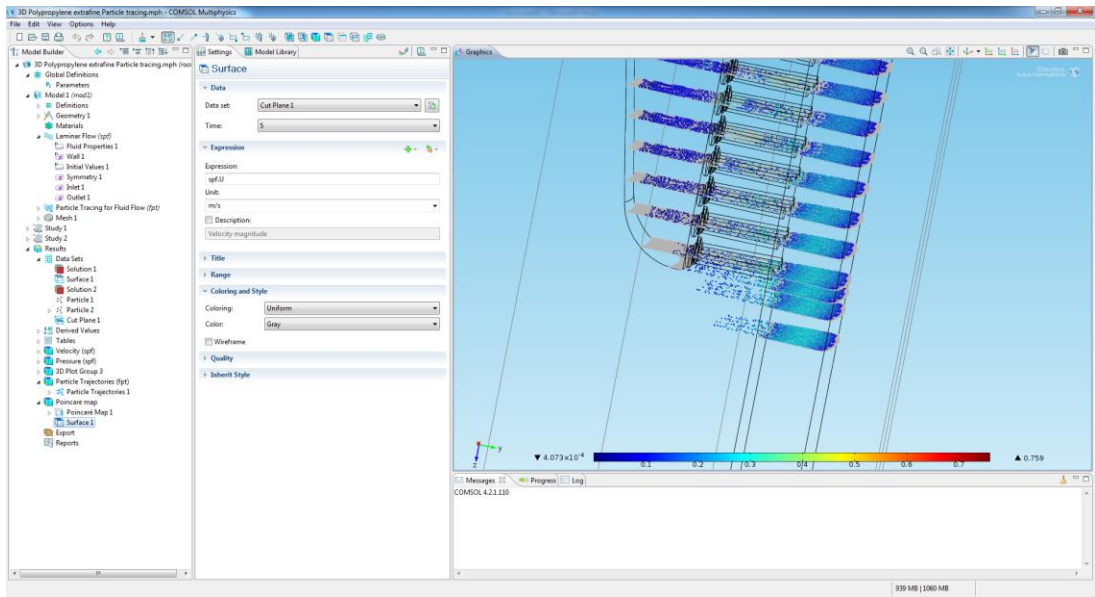 3D Polypropylene extrafine Particle tracing.mph - COMSOL Multiphysics
File Edit View Options Help
Model Builder
3D Polypropylene extrafine Particle tracing.mph (root
Global Definitions
Parameters
Model 1 (mod1)
Definitions
Geometry 1
Materials
Laminar Flow (spf)
Fluid Properties 1
Wall 1
Initial Values 1
Symmetry 1
Inlet 1
Outlet 1
Particle Tracing for Fluid Flow (fpt)
Mesh 1
Study 1
Study 2
Results
Data Sets
Solution 1
Surface 1
Solution 2
Particle 1
Particle 2
Cut Plane 1
Derived Values
Tables
Velocity (spf)
Pressure (spf)
3D Plot Group 3
Particle Trajectories (fpt)
Particle Trajectories 1
Poincare map
Poincaré Map 1
Surface 1
Export
Reports
Settings Model Library
Surface
Data
Data set: Cut Plane 1
Time: 5
Expression
Expression:
spf.U
Unit:
m/s
Description:
Velocity magnitude
Title
Range
Coloring and Style
Coloring: Uniform
Color: Gray
Wireframe
Quality
Inherit Style
Graphics
COMSOL
MULTIPHYSICS
y
z
▼ 4.073×10⁻⁴ 0.1 0.2 0.3 0.4 0.5 0.6 0.7 ▲ 0.759
Messages Progress Log
COMSOL 4.2.1.110
939 MB | 1060 MB